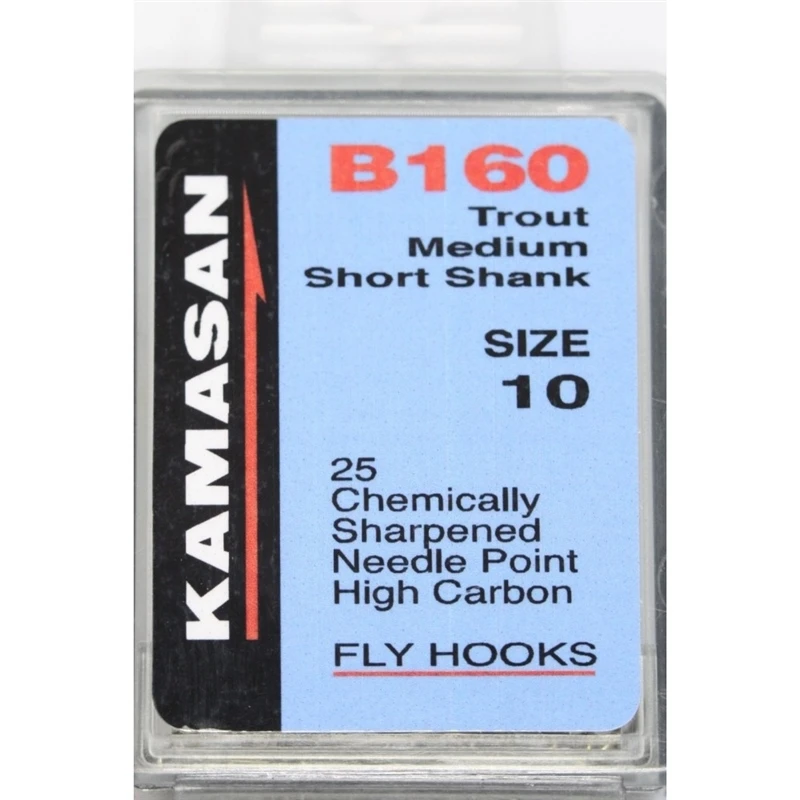 KAMASAN
B160
Trout
Medium
Short Shank
SIZE
10
25
Chemically
Sharpened
Needle Point
High Carbon
FLY HOOKS